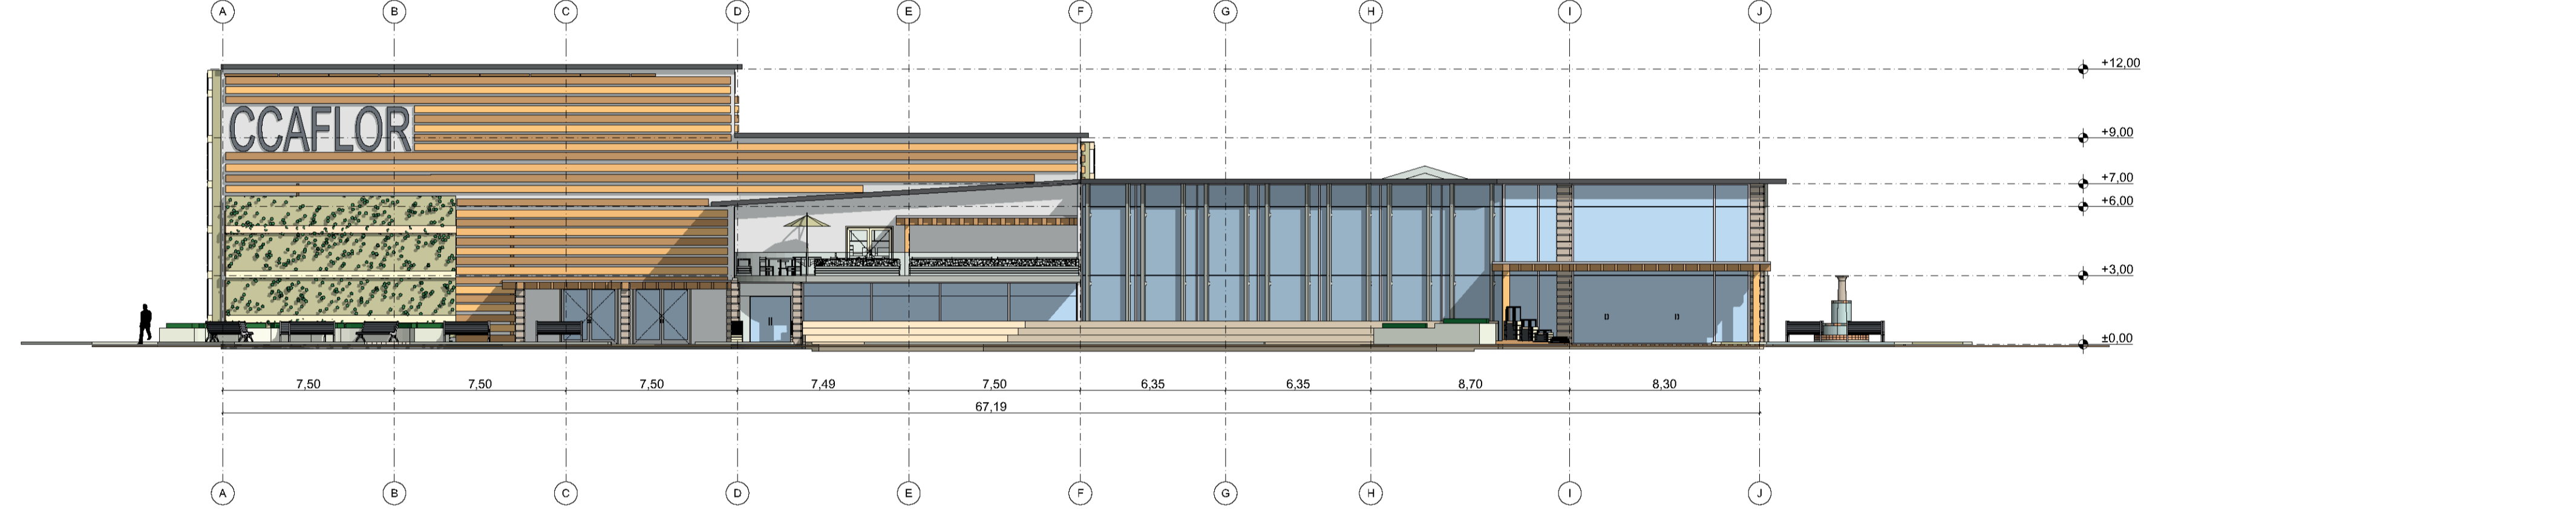 A B C D E F G H I J
+12,00
CCAFLOR
+9,00
+7,00
+6,00
+3,00
±0,00
7,50 7,50 7,50 7,49 7,50 6,35 6,35 8,70 8,30
67,19
A B C D E F G H I J